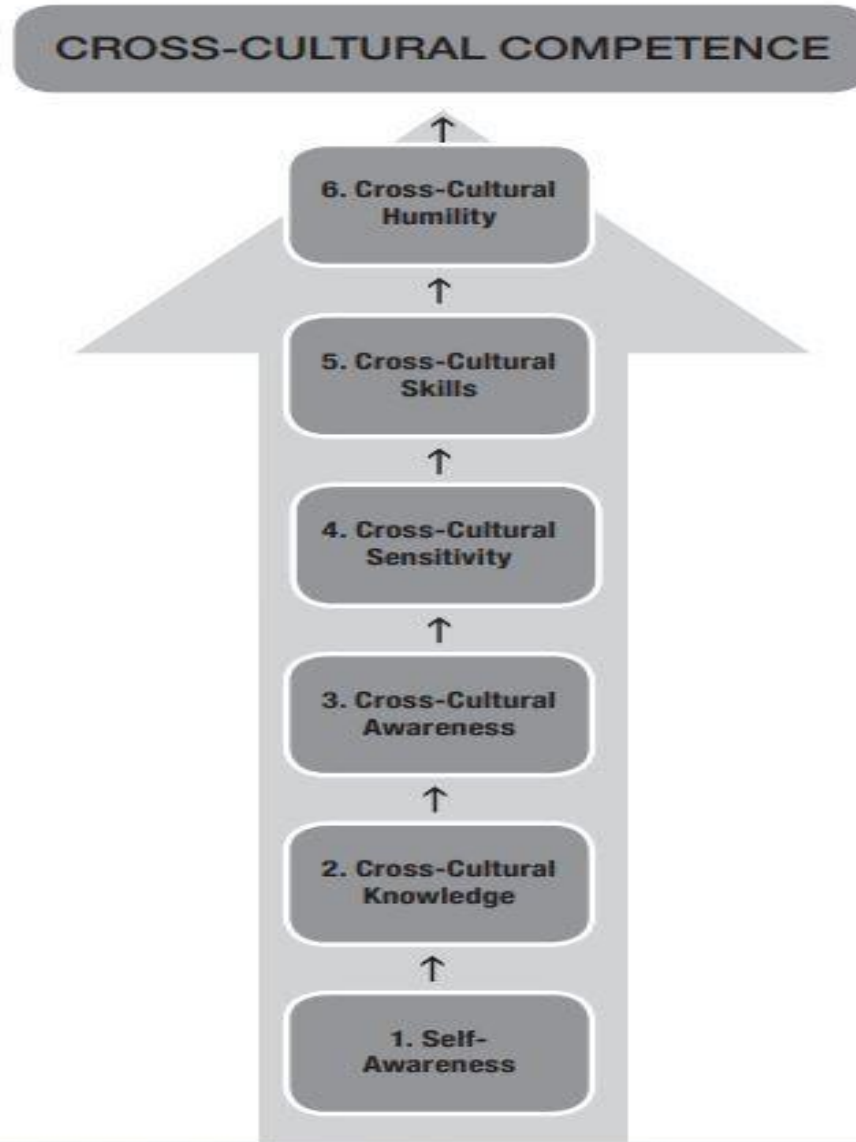 CROSS-CULTURAL COMPETENCE
↑
6. Cross-Cultural
Humility
↑
5. Cross-Cultural
Skills
↑
4. Cross-Cultural
Sensitivity
↑
3. Cross-Cultural
Awareness
↑
2. Cross-Cultural
Knowledge
↑
1. Self-
Awareness